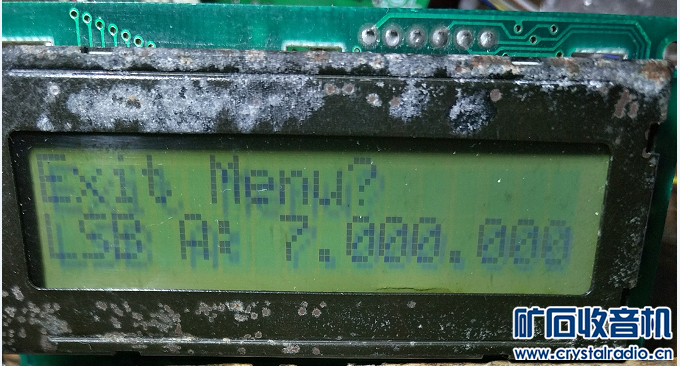 Exit Menu?
LSB A: 7.000.000
矿石收音机
www.crystalradio.cn